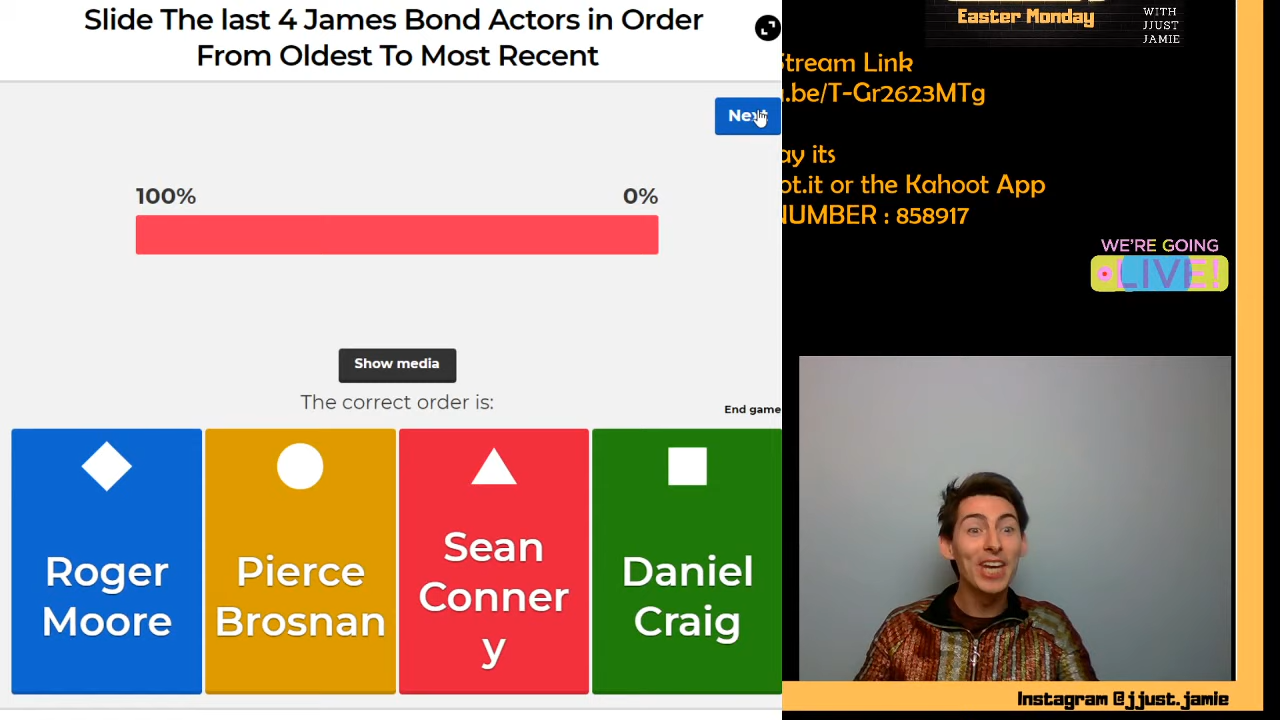 Slide The last 4 James Bond Actors in Order
From Oldest To Most Recent
Next
100%
0%
Show media
The correct order is:
End game
Roger
Moore
Pierce
Brosnan
Sean
Conner
y
Daniel
Craig
Easter Monday
WITH
JJUST
JAMIE
Stream Link
.be/T-Gr2623MTg
ay its
ot.it or the Kahoot App
NUMBER : 858917
WE'RE GOING
LIVE!
Instagram @jjust.jamie